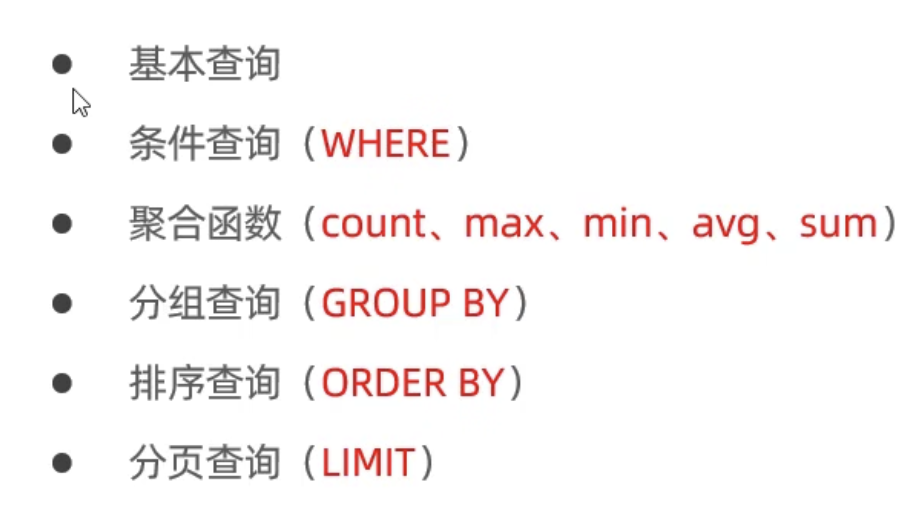 基本查询
条件查询（WHERE）
聚合函数（count、max、min、avg、sum）
分组查询（GROUP BY）
排序查询（ORDER BY）
分页查询（LIMIT）